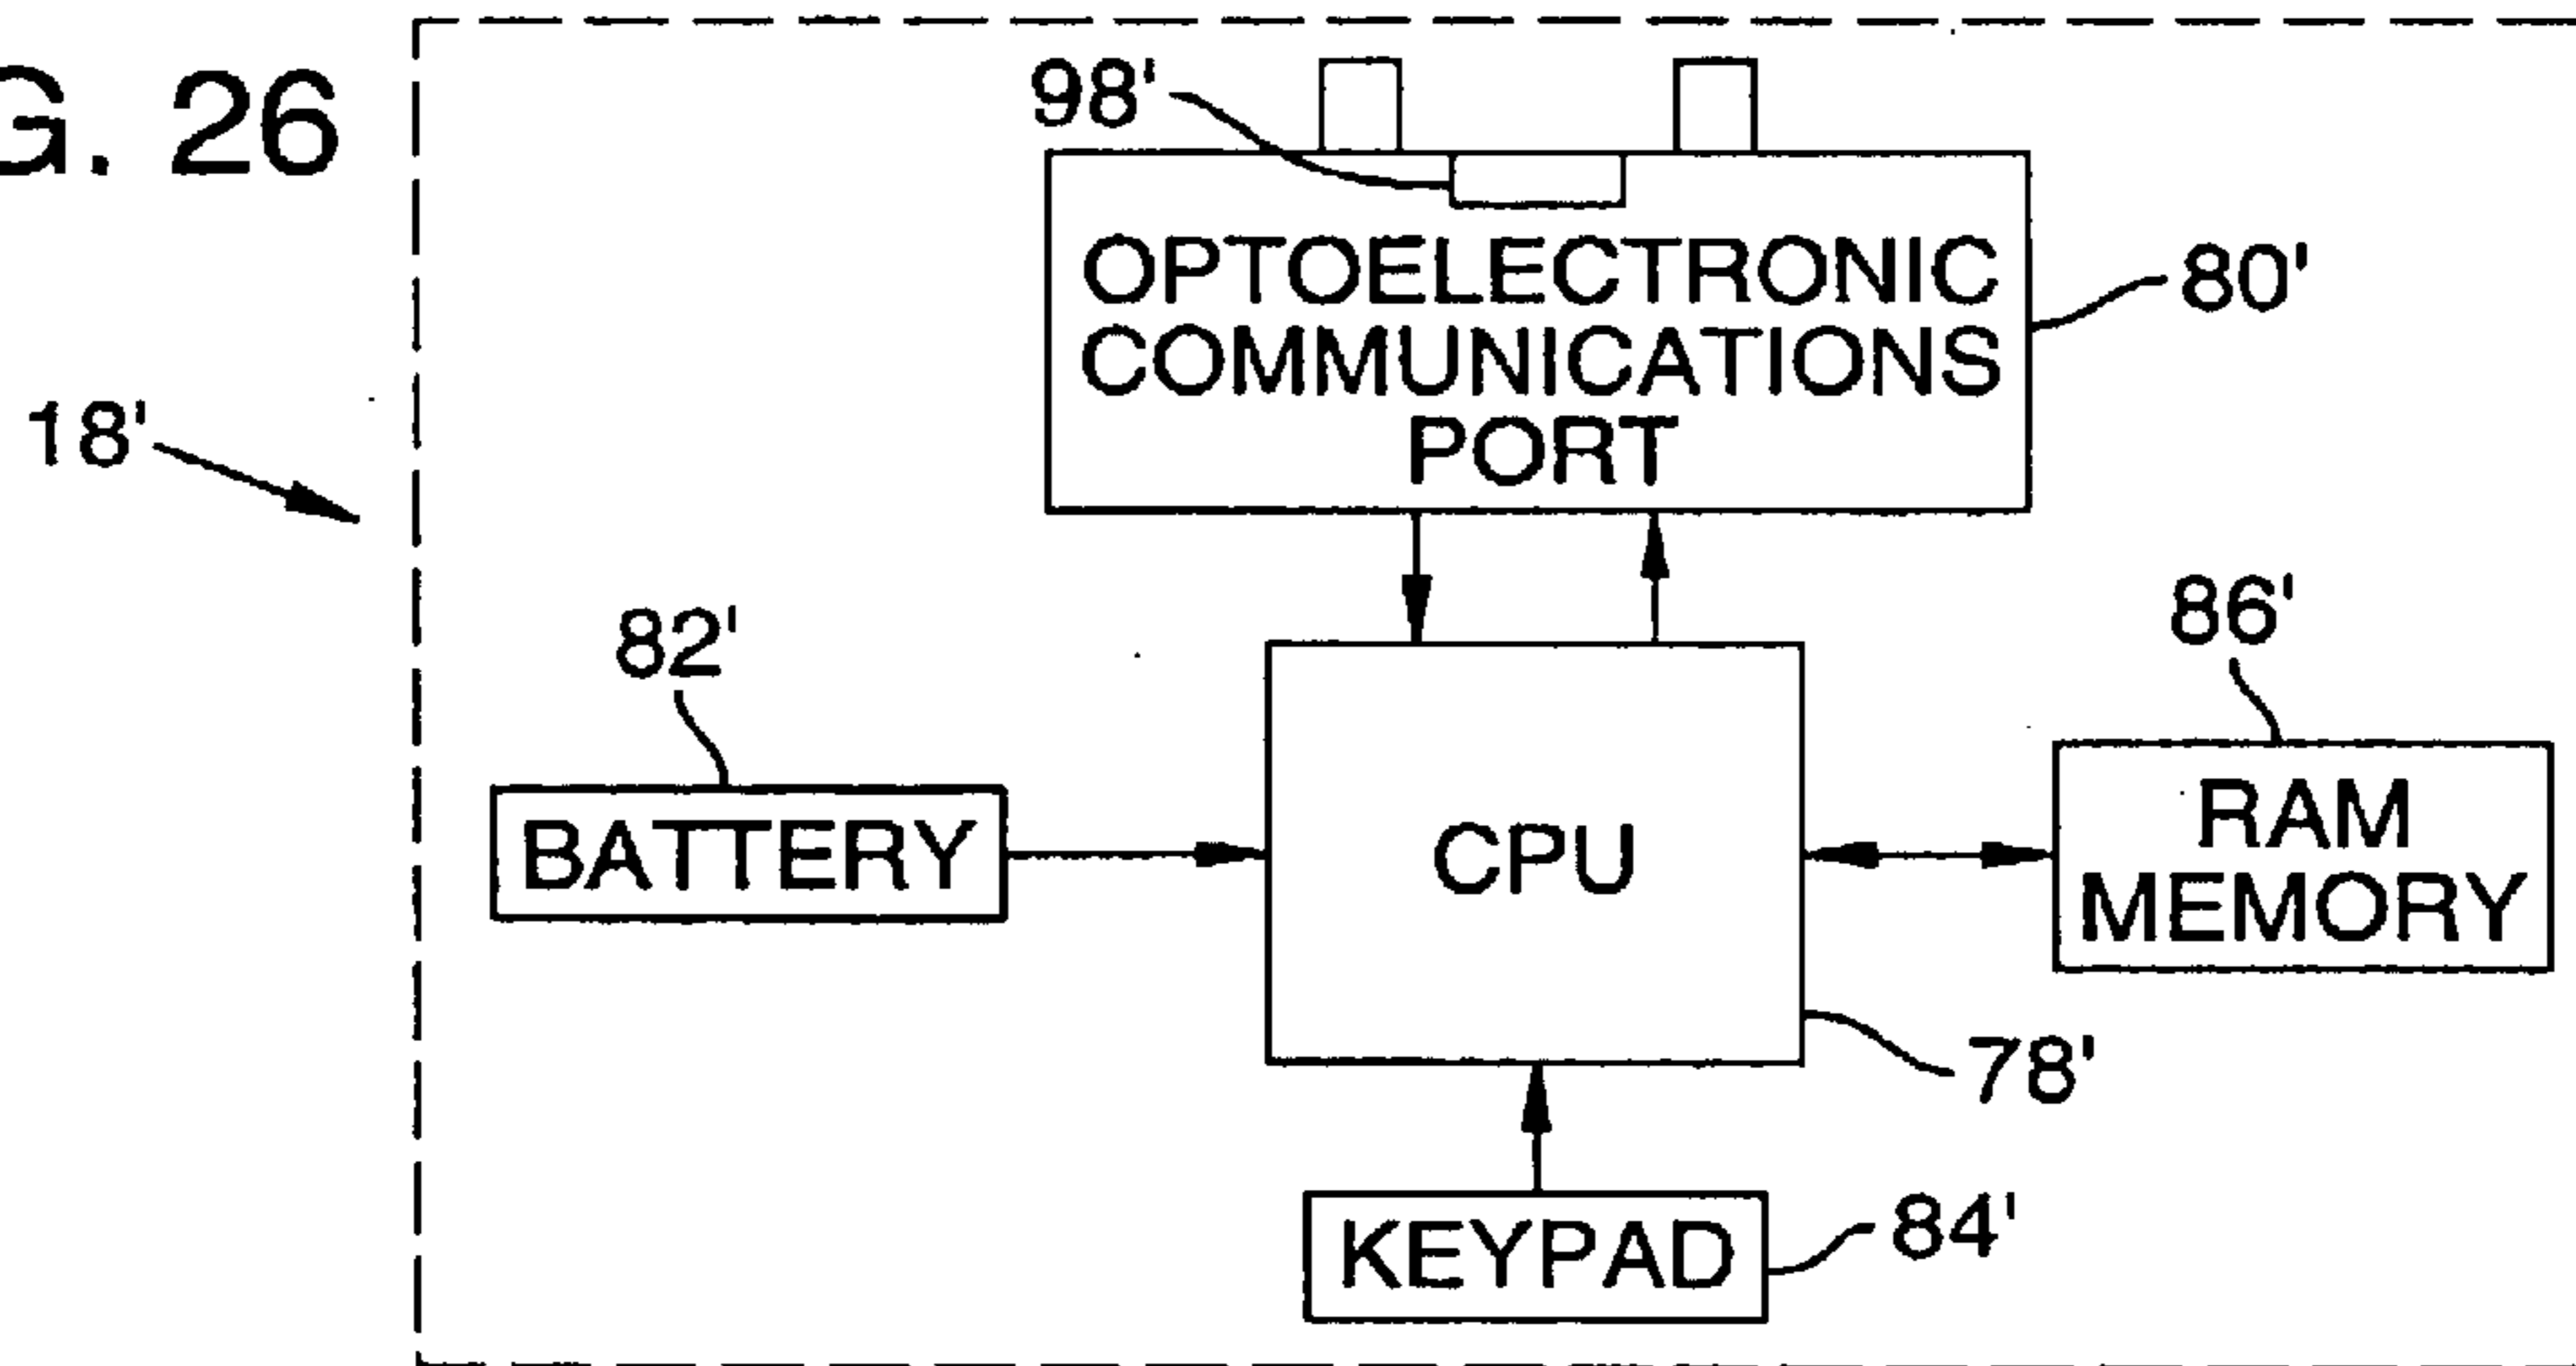 G. 26
98'
OPTOELECTRONIC
COMMUNICATIONS
PORT
80'
18'
82'
86'
BATTERY
CPU
RAM
MEMORY
78'
KEYPAD
84'